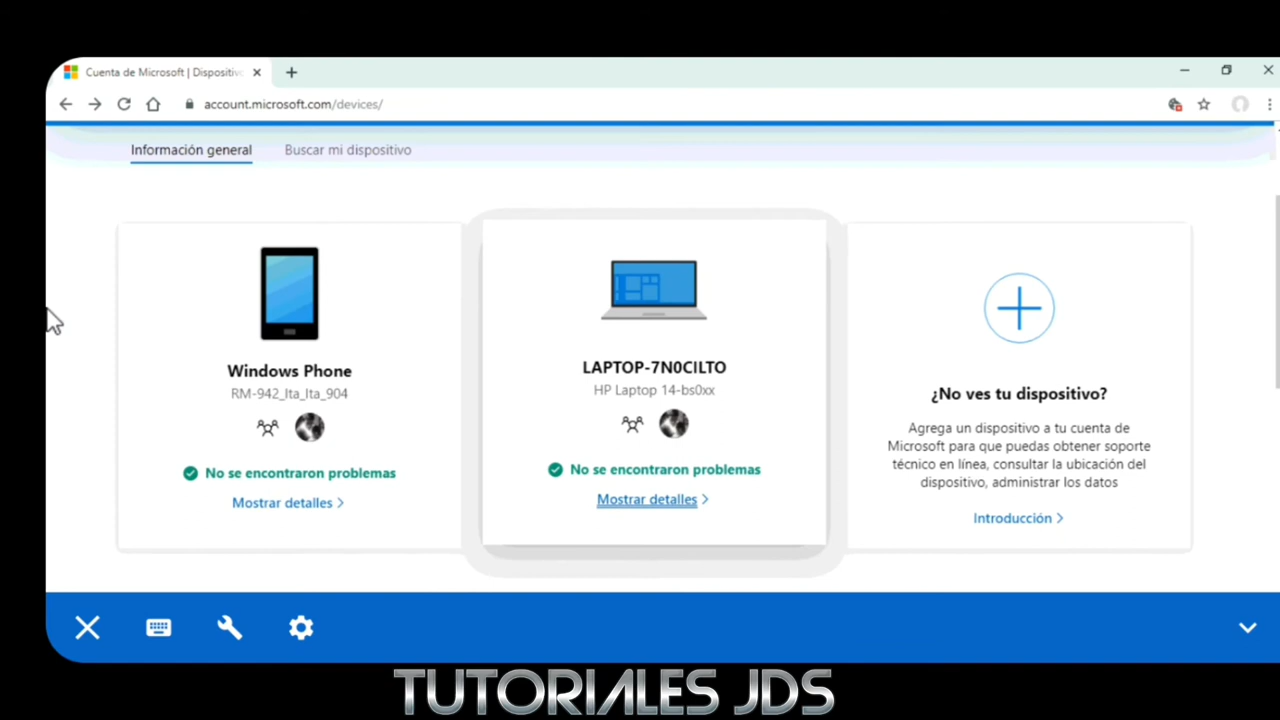 Cuenta de Microsoft | Dispositivo
account.microsoft.com/devices/
Información general
Buscar mi dispositivo
Windows Phone
RM-942_lta_lta_904
No se encontraron problemas
Mostrar detalles
LAPTOP-7N0CILTO
HP Laptop 14-bs0xx
No se encontraron problemas
Mostrar detalles
¿No ves tu dispositivo?
Agrega un dispositivo a tu cuenta de
Microsoft para que puedas obtener soporte
técnico en línea, consultar la ubicación del
dispositivo, administrar los datos
Introducción
TUTORIALES JDS